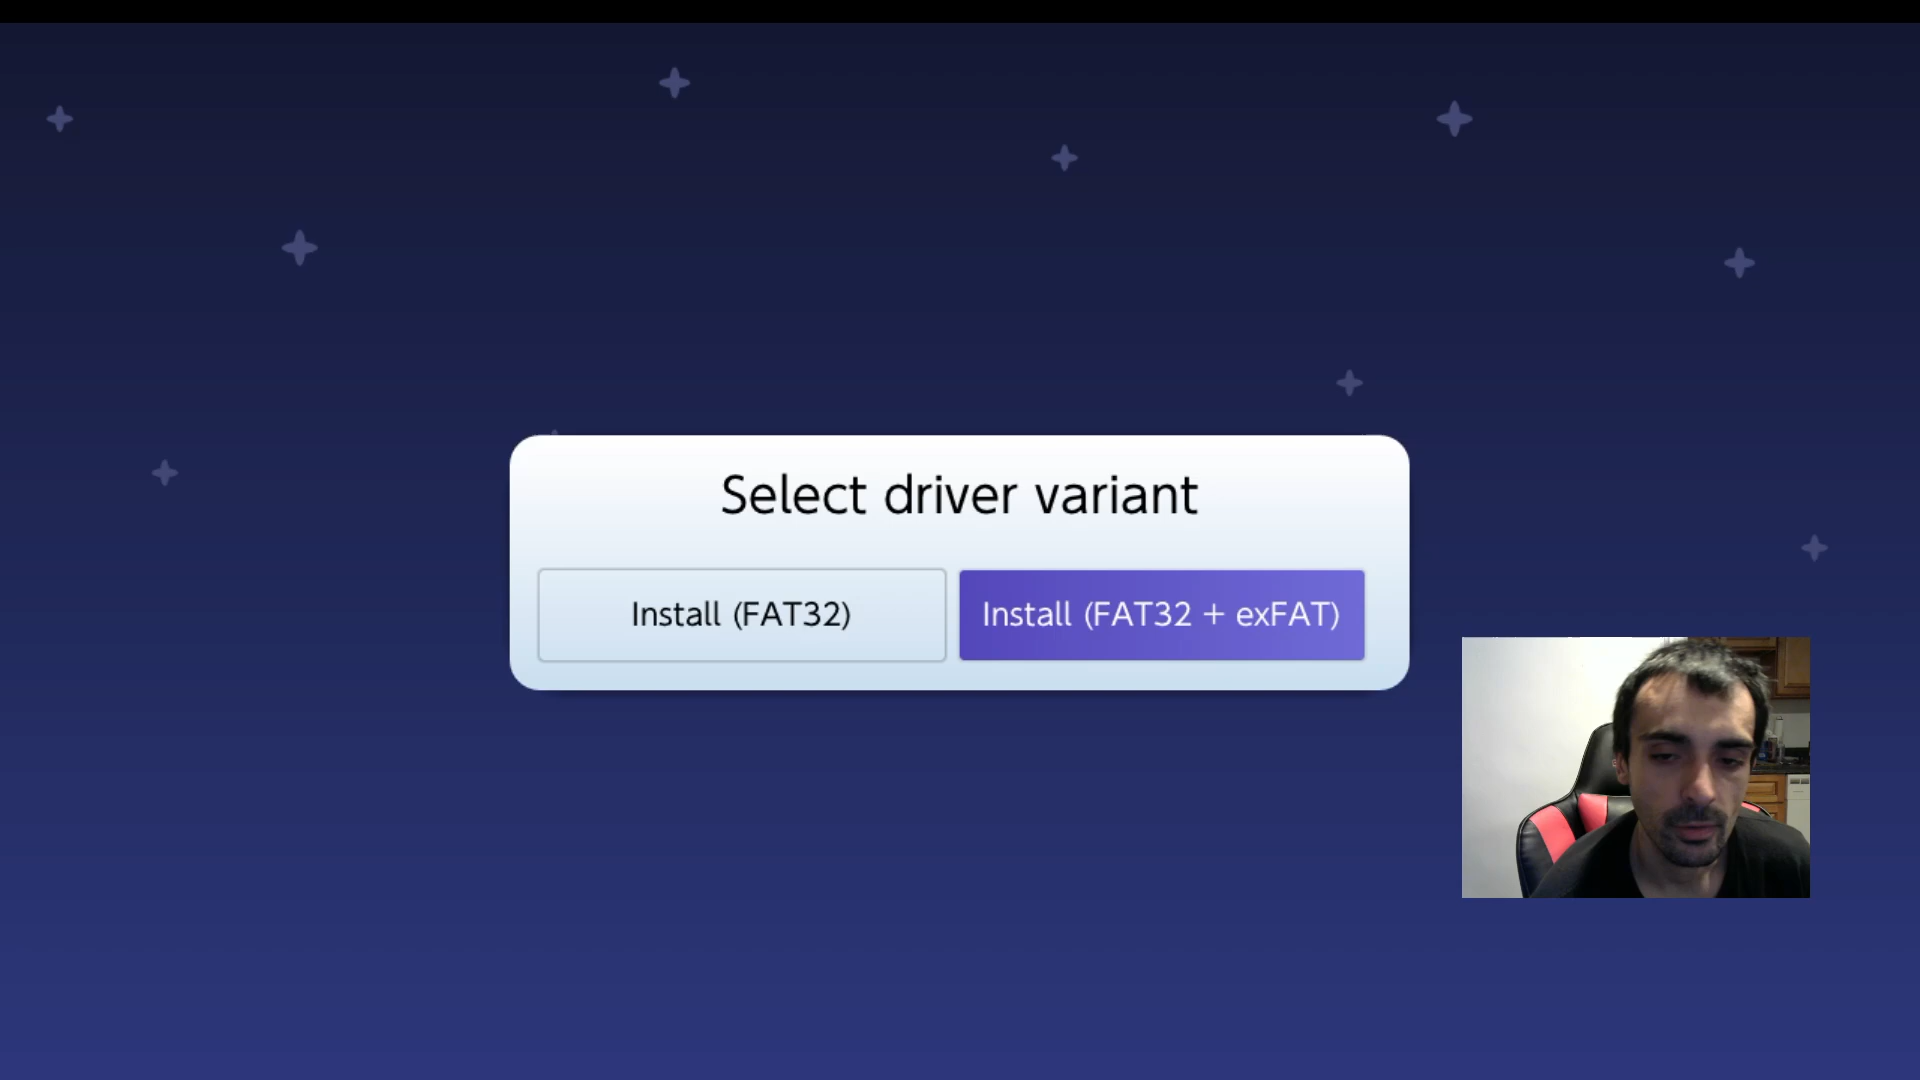 Select driver variant
Install (FAT32)
Install (FAT32 + exFAT)